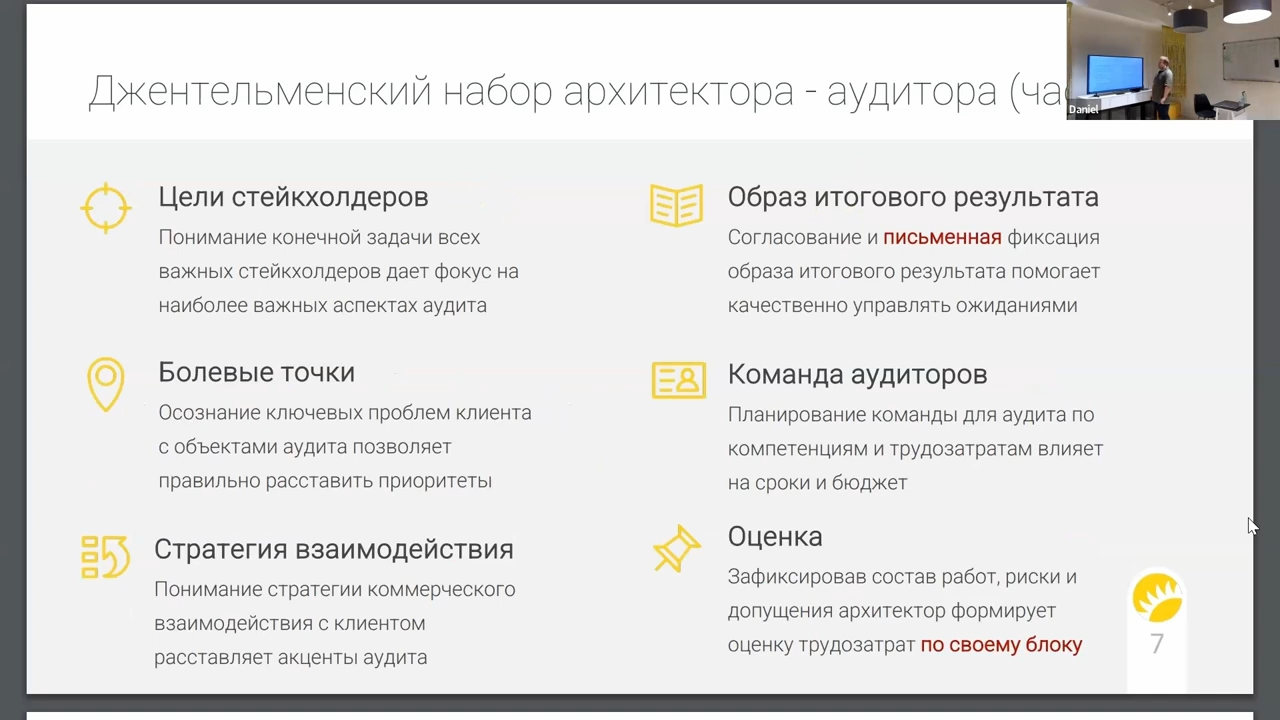 Джентельменский набор архитектора - аудитора
Daniel
Цели стейкхолдеров
Понимание конечной задачи всех
важных стейкхолдеров дает фокус на
наиболее важных аспектах аудита
Болевые точки
Осознание ключевых проблем клиента
с объектами аудита позволяет
правильно расставить приоритеты
Стратегия взаимодействия
Понимание стратегии коммерческого
взаимодействия с клиентом
расставляет акценты аудита
Образ итогового результата
Согласование и письменная фиксация
образа итогового результата помогает
качественно управлять ожиданиями
Команда аудиторов
Планирование команды для аудита по
компетенциям и трудозатратам влияет
на сроки и бюджет
Оценка
Зафиксировав состав работ, риски и
допущения архитектор формирует
оценку трудозатрат по своему блоку
7